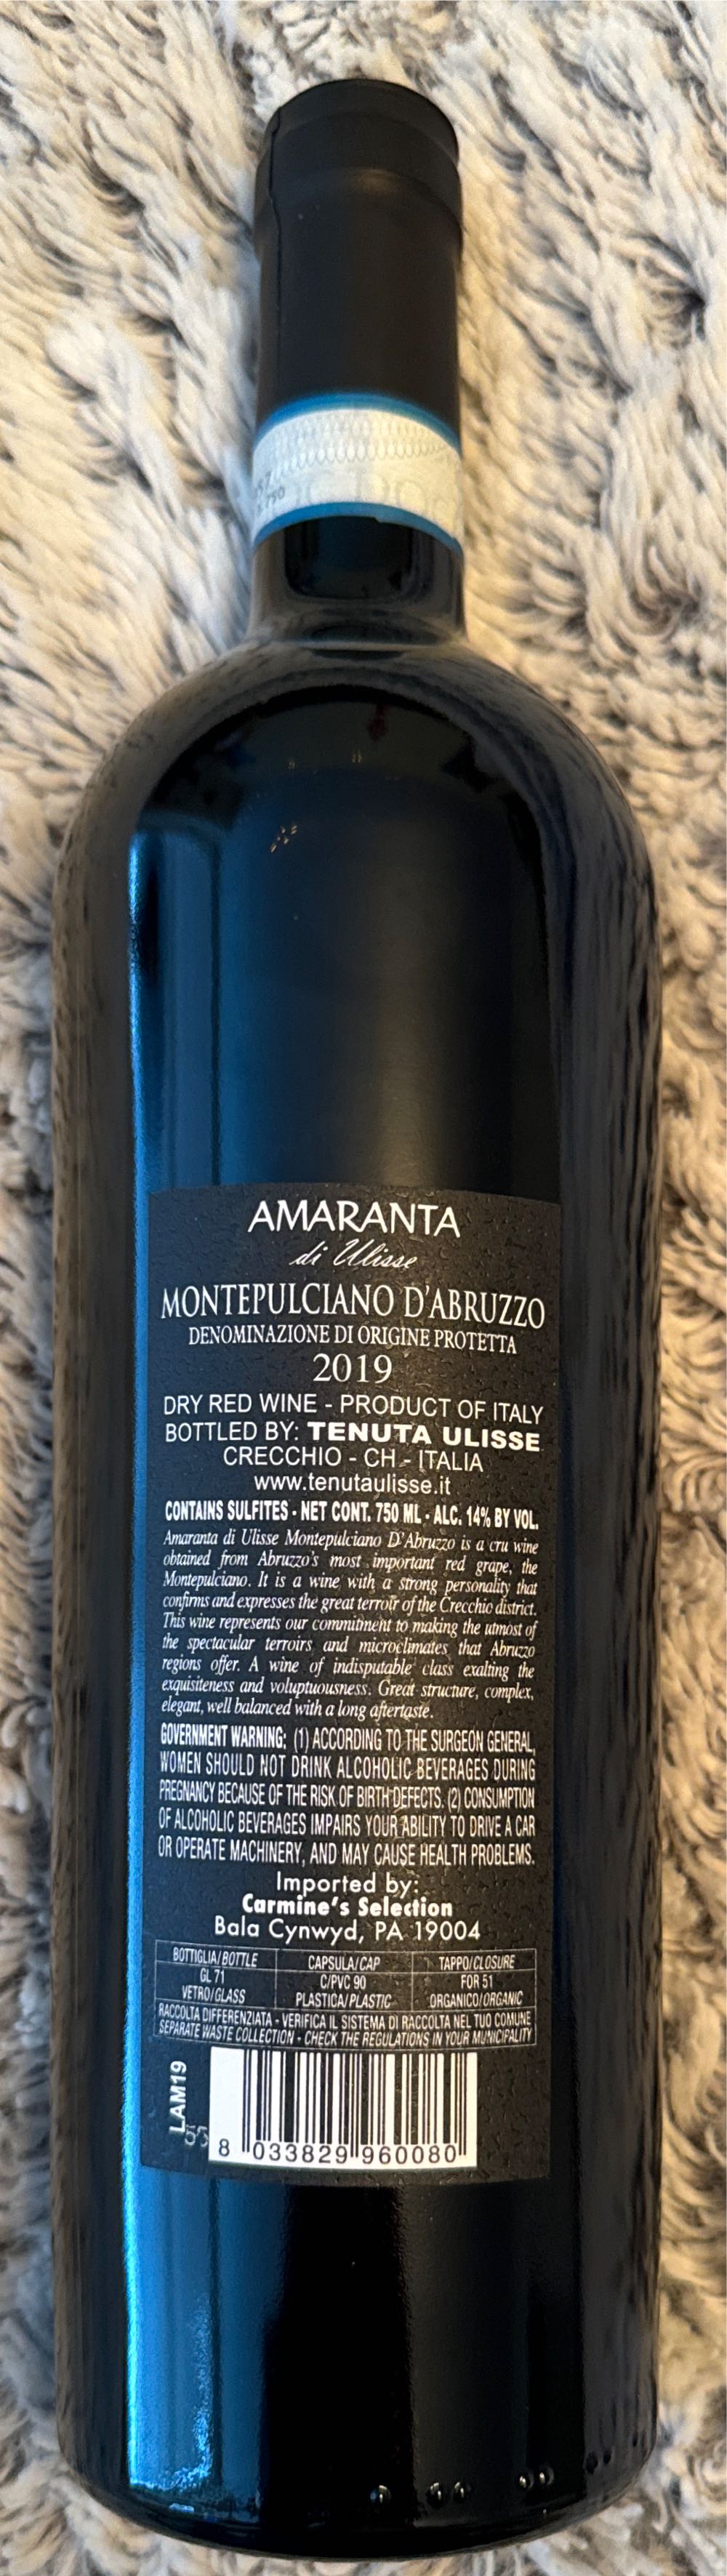 AMARANTA
di Ulisse
MONTEPULCIANO D'ABRUZZO
DENOMINAZIONE DI ORIGINE PROTETTA
2019
DRY RED WINE - PRODUCT OF ITALY
BOTTLED BY: TENUTA ULISSE
CRECCHIO - CH - ITALIA
www.tenutaulisse.it
CONTAINS SULFITES - NET CONT. 750 ML - ALC. 14% BY VOL.
Amaranta di Ulisse Montepulciano D'Abruzzo is a cru wine
obtained from Abruzzo's most important red grape, the
Montepulciano. It is a wine with a strong personality that
confirms and expresses the great terroir of the Crecchio district.
This wine represents our commitment to making the utmost of
the spectacular terroirs and microclimates that Abruzzo
regions offer. A wine of indisputable class exalting the
exquisiteness and voluptuousness. Great structure, complex,
elegant, well balanced with a long aftertaste.
GOVERNMENT WARNING: (1) ACCORDING TO THE SURGEON GENERAL,
WOMEN SHOULD NOT DRINK ALCOHOLIC BEVERAGES DURING
PREGNANCY BECAUSE OF THE RISK OF BIRTH DEFECTS. (2) CONSUMPTION
OF ALCOHOLIC BEVERAGES IMPAIRS YOUR ABILITY TO DRIVE A CAR
OR OPERATE MACHINERY, AND MAY CAUSE HEALTH PROBLEMS.
Imported by:
Carmine's Selection
Bala Cynwyd, PA 19004
BOTTIGLIA/BOTTLE CAPSULA/CAP TAPPO/CLOSURE
GL 71 C/PVC 90 FOR 51
VETRO/GLASS PLASTICA/PLASTIC ORGANICO/ORGANIC
RACCOLTA DIFFERENZIATA - VERIFICA IL SISTEMA DI RACCOLTA NEL TUO COMUNE
SEPARATE WASTE COLLECTION - CHECK THE REGULATIONS IN YOUR MUNICIPALITY
LAM19
8 033829 960080